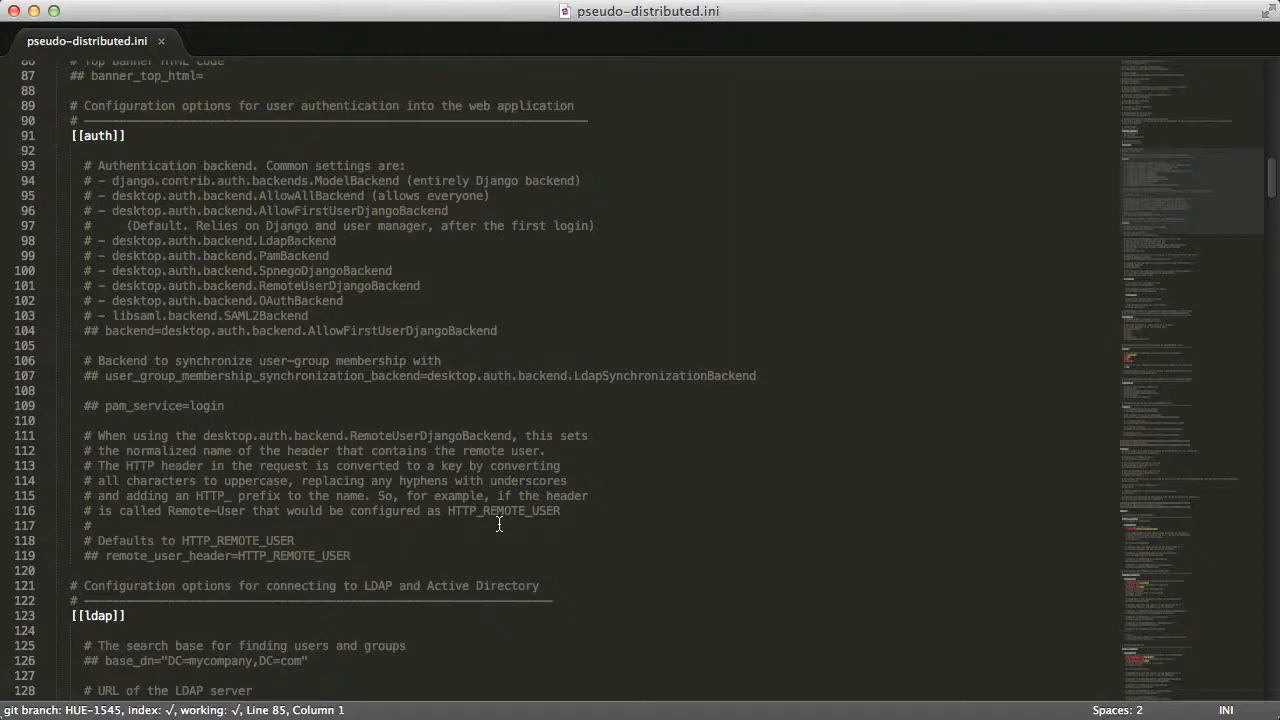 pseudo-distributed.ini
pseudo-distributed.ini ×
86 # Top banner HTML code
87 ## banner_top_html=
88
89 # Configuration options for user authentication into the web application
90 # ------------------------------------------------------------------------
91 [[auth]]
92
93 # Authentication backend. Common settings are:
94 # - django.contrib.auth.backends.ModelBackend (entirely Django backend)
95 # - desktop.auth.backend.AllowAllBackend (allows everyone)
96 # - desktop.auth.backend.AllowFirstUserDjangoBackend
97 #     (Default. Relies on Django and user manager, after the first login)
98 # - desktop.auth.backend.LdapBackend
99 # - desktop.auth.backend.PamBackend
100 # - desktop.auth.backend.SpnegoDjangoBackend
101 # - desktop.auth.backend.RemoteUserDjangoBackend
102 # - desktop.auth.backend.OAuthBackend
103 # - libsaml.backend.SAML2Backend
104 ## backend=desktop.auth.backend.AllowFirstUserDjangoBackend
105
106 # Backend to synchronize user-group membership with
107 ## user_group_membership_synchronization_backend=desktop.auth.backend.LdapSynchronizationBackend
108
109 ## pam_service=login
110
111 # When using the desktop.auth.backend.RemoteUserDjangoBackend, this sets
112 # the normalized name of the header that contains the remote user.
113 # The HTTP header in the request is converted to a key by converting
114 # all characters to uppercase, replacing any hyphens with underscores
115 # and adding an HTTP_ prefix to the name. So, for example, if the header
116 # is called Remote-User that would be configured as HTTP_REMOTE_USER
117 #
118 # Defaults to HTTP_REMOTE_USER
119 ## remote_user_header=HTTP_REMOTE_USER
120
121 # Configuration options for connecting to LDAP and Active Directory
122 # -------------------------------------------------------------------
123 [[ldap]]
124
125 # The search base for finding users and groups
126 ## base_dn="DC=mycompany,DC=com"
127
128 # URL of the LDAP server
git branch: HUE-1545, index: √, working: √, Line 85, Column 1 Spaces: 2 INI